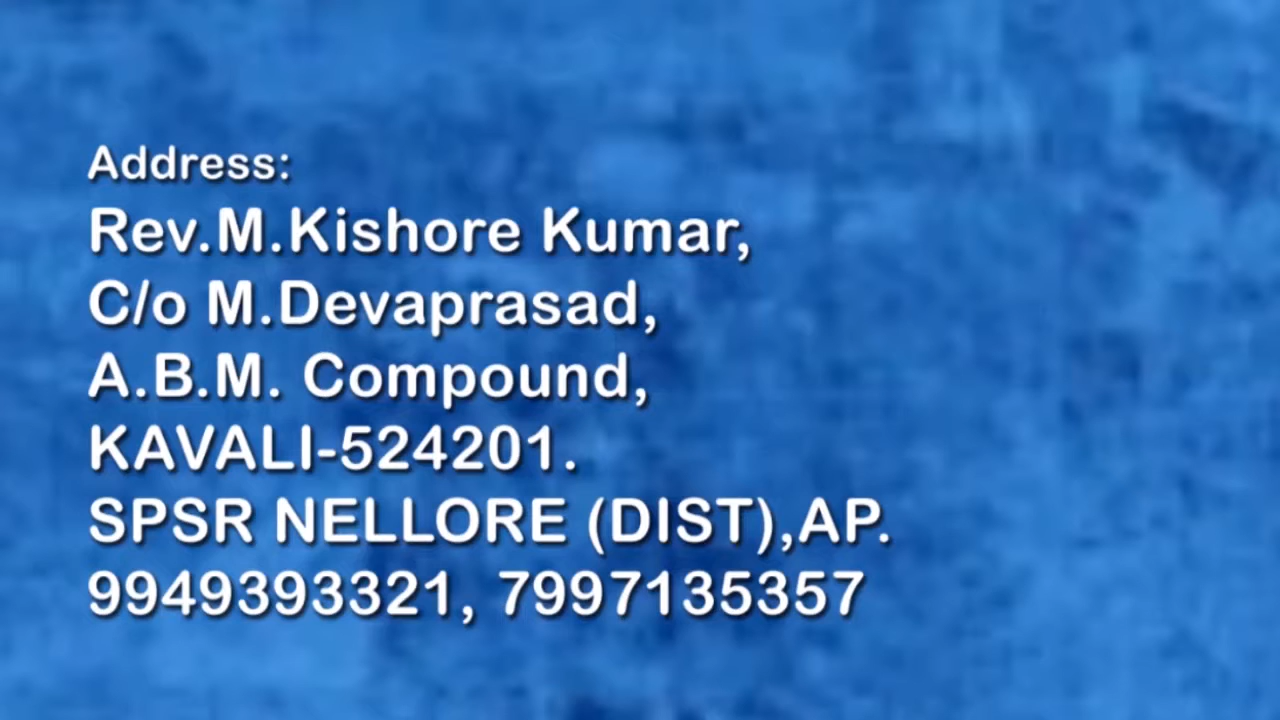 Address:
Rev.M.Kishore Kumar,
C/o M.Devaprasad,
A.B.M. Compound,
KAVALI-524201.
SPSR NELLORE (DIST),AP.
9949393321, 7997135357